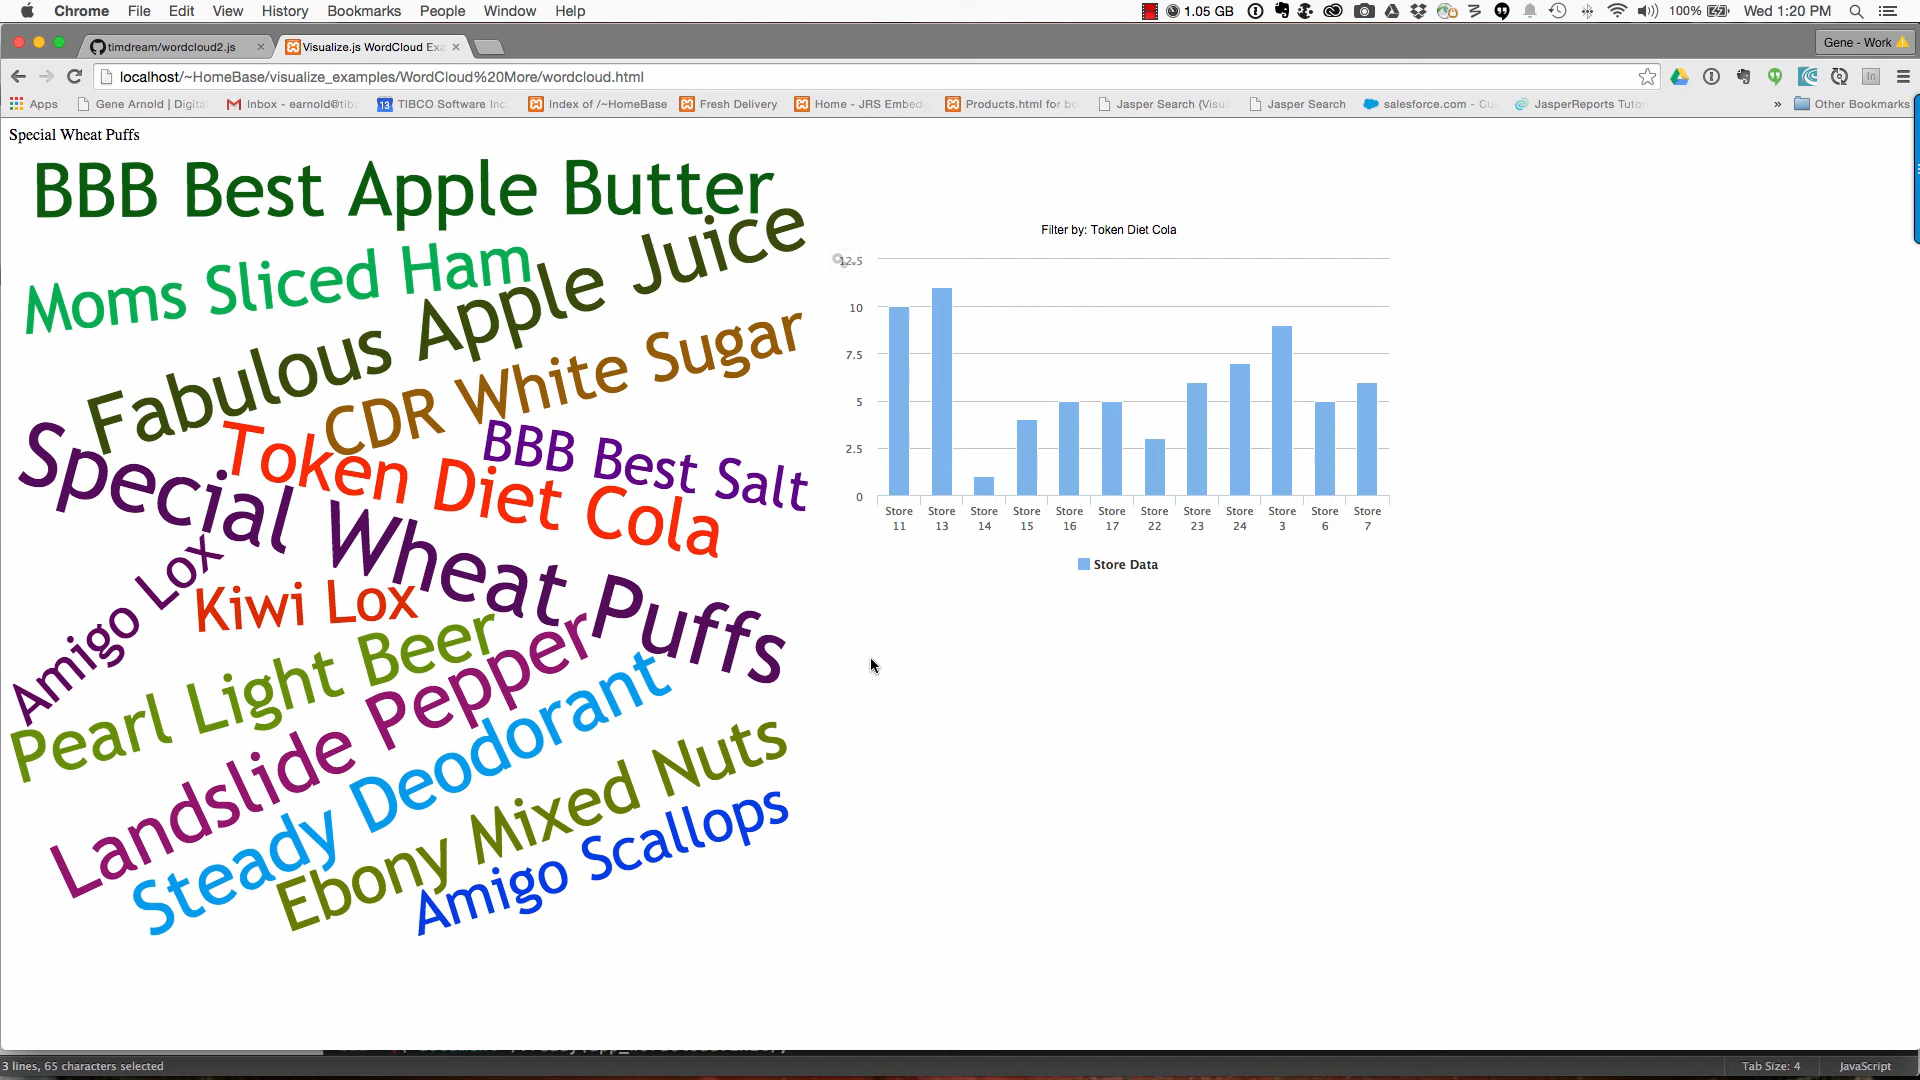 Chrome File Edit View History Bookmarks People Window Help 1.05 GB 100% Wed 1:20 PM
timdream/wordcloud2.js Visualize.js WordCloud Exa Gene - Work
localhost/~HomeBase/visualize_examples/WordCloud%20More/wordcloud.html
Apps Gene Arnold | Digita Inbox - earnold@tib 13 TIBCO Software Inc Index of /~HomeBase Fresh Delivery Home - JRS Embed Products.html for bo Jasper Search (Visu Jasper Search salesforce.com - Cu JasperReports Tutor » Other Bookmarks
Special Wheat Puffs
BBB Best Apple Butter
Moms Sliced Ham
Fabulous Apple Juice
CDR White Sugar
Token Diet Cola
BBB Best Salt
Special Wheat Puffs
Amigo Lox
Kiwi Lox
Pearl Light Beer
Landslide Pepper
Steady Deodorant
Ebony Mixed Nuts
Amigo Scallops
Filter by: Token Diet Cola
12.5
10
7.5
5
2.5
0
Store 11
Store 13
Store 14
Store 15
Store 16
Store 17
Store 22
Store 23
Store 24
Store 3
Store 6
Store 7
Store Data
3 lines, 65 characters selected Tab Size: 4 JavaScript